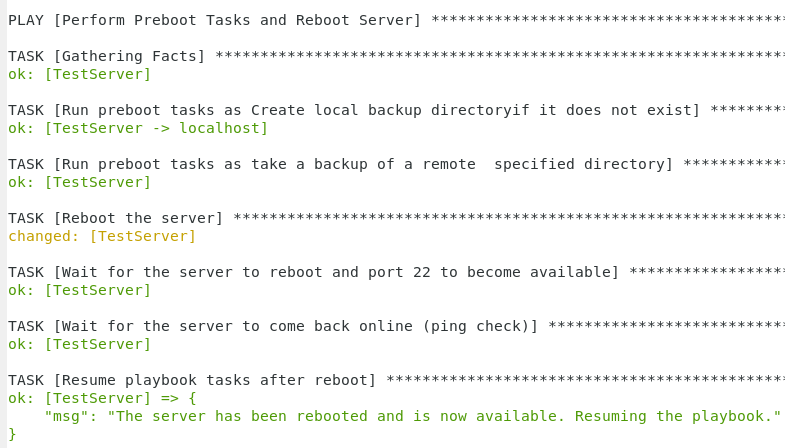 PLAY [Perform Preboot Tasks and Reboot Server] ***************************************
TASK [Gathering Facts] ***************************************************************
ok: [TestServer]
TASK [Run preboot tasks as Create local backup directoryif it does not exist] *********
ok: [TestServer -> localhost]
TASK [Run preboot tasks as take a backup of a remote  specified directory] ************
ok: [TestServer]
TASK [Reboot the server] *************************************************************
changed: [TestServer]
TASK [Wait for the server to reboot and port 22 to become available] ******************
ok: [TestServer]
TASK [Wait for the server to come back online (ping check)] ***************************
ok: [TestServer]
TASK [Resume playbook tasks after reboot] ********************************************
ok: [TestServer] => {
    "msg": "The server has been rebooted and is now available. Resuming the playbook."
}